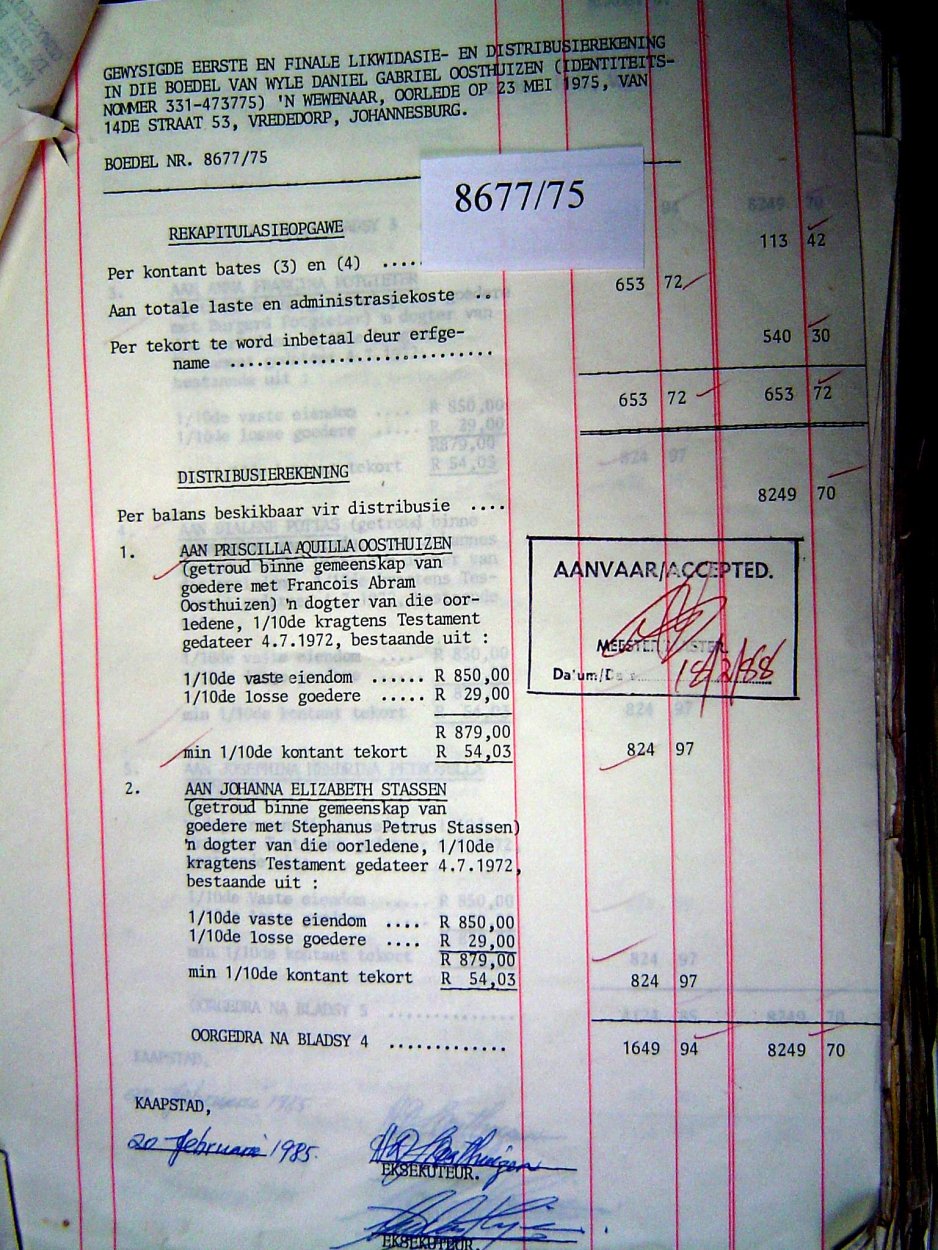 GEWYSIGDE EERSTE EN FINALE LIKWIDASIE- EN DISTRIBUSIEREKENING
IN DIE BOEDEL VAN WYLE DANIEL GABRIEL OOSTHUIZEN (IDENTITEITS-
NOMMER 331-473775) 'N WEWENAAR, OORLEDE OP 23 MEI 1975, VAN
14DE STRAAT 53, VREDEDORP, JOHANNESBURG.
BOEDEL NR. 8677/75
8677/75
REKAPITULASIEOPGAWE
Per kontant bates (3) en (4) .... 113 42
Aan totale laste en administrasiekoste .. 653 72
Per tekort te word inbetaal deur erfge-
name ............................ 540 30
653 72 653 72
DISTRIBUSIEREKENING
Per balans beskikbaar vir distribusie .... 8249 70
1. AAN PRISCILLA AQUILLA OOSTHUIZEN
(getroud binne gemeenskap van
goedere met Francois Abram
Oosthuizen) 'n dogter van die oor-
ledene, 1/10de kragtens Testament
gedateer 4.7.1972, bestaande uit :
AANVAAR/ACCEPTED.
MEESTER
Da'um/
18/2/88
1/10de vaste eiendom ...... R 850,00
1/10de losse goedere ..... R 29,00
R 879,00
min 1/10de kontant tekort R 54,03 824 97
2. AAN JOHANNA ELIZABETH STASSEN
(getroud binne gemeenskap van
goedere met Stephanus Petrus Stassen)
'n dogter van die oorledene, 1/10de
kragtens Testament gedateer 4.7.1972,
bestaande uit :
1/10de vaste eiendom .... R 850,00
1/10de losse goedere .... R 29,00
R 879,00
min 1/10de kontant tekort R 54,03 824 97
OORGEDRA NA BLADSY 4 ............. 1649 94 8249 70
KAAPSTAD,
20 Februarie 1985.
EKSEKUTEUR.
EKSEKUTEUR.